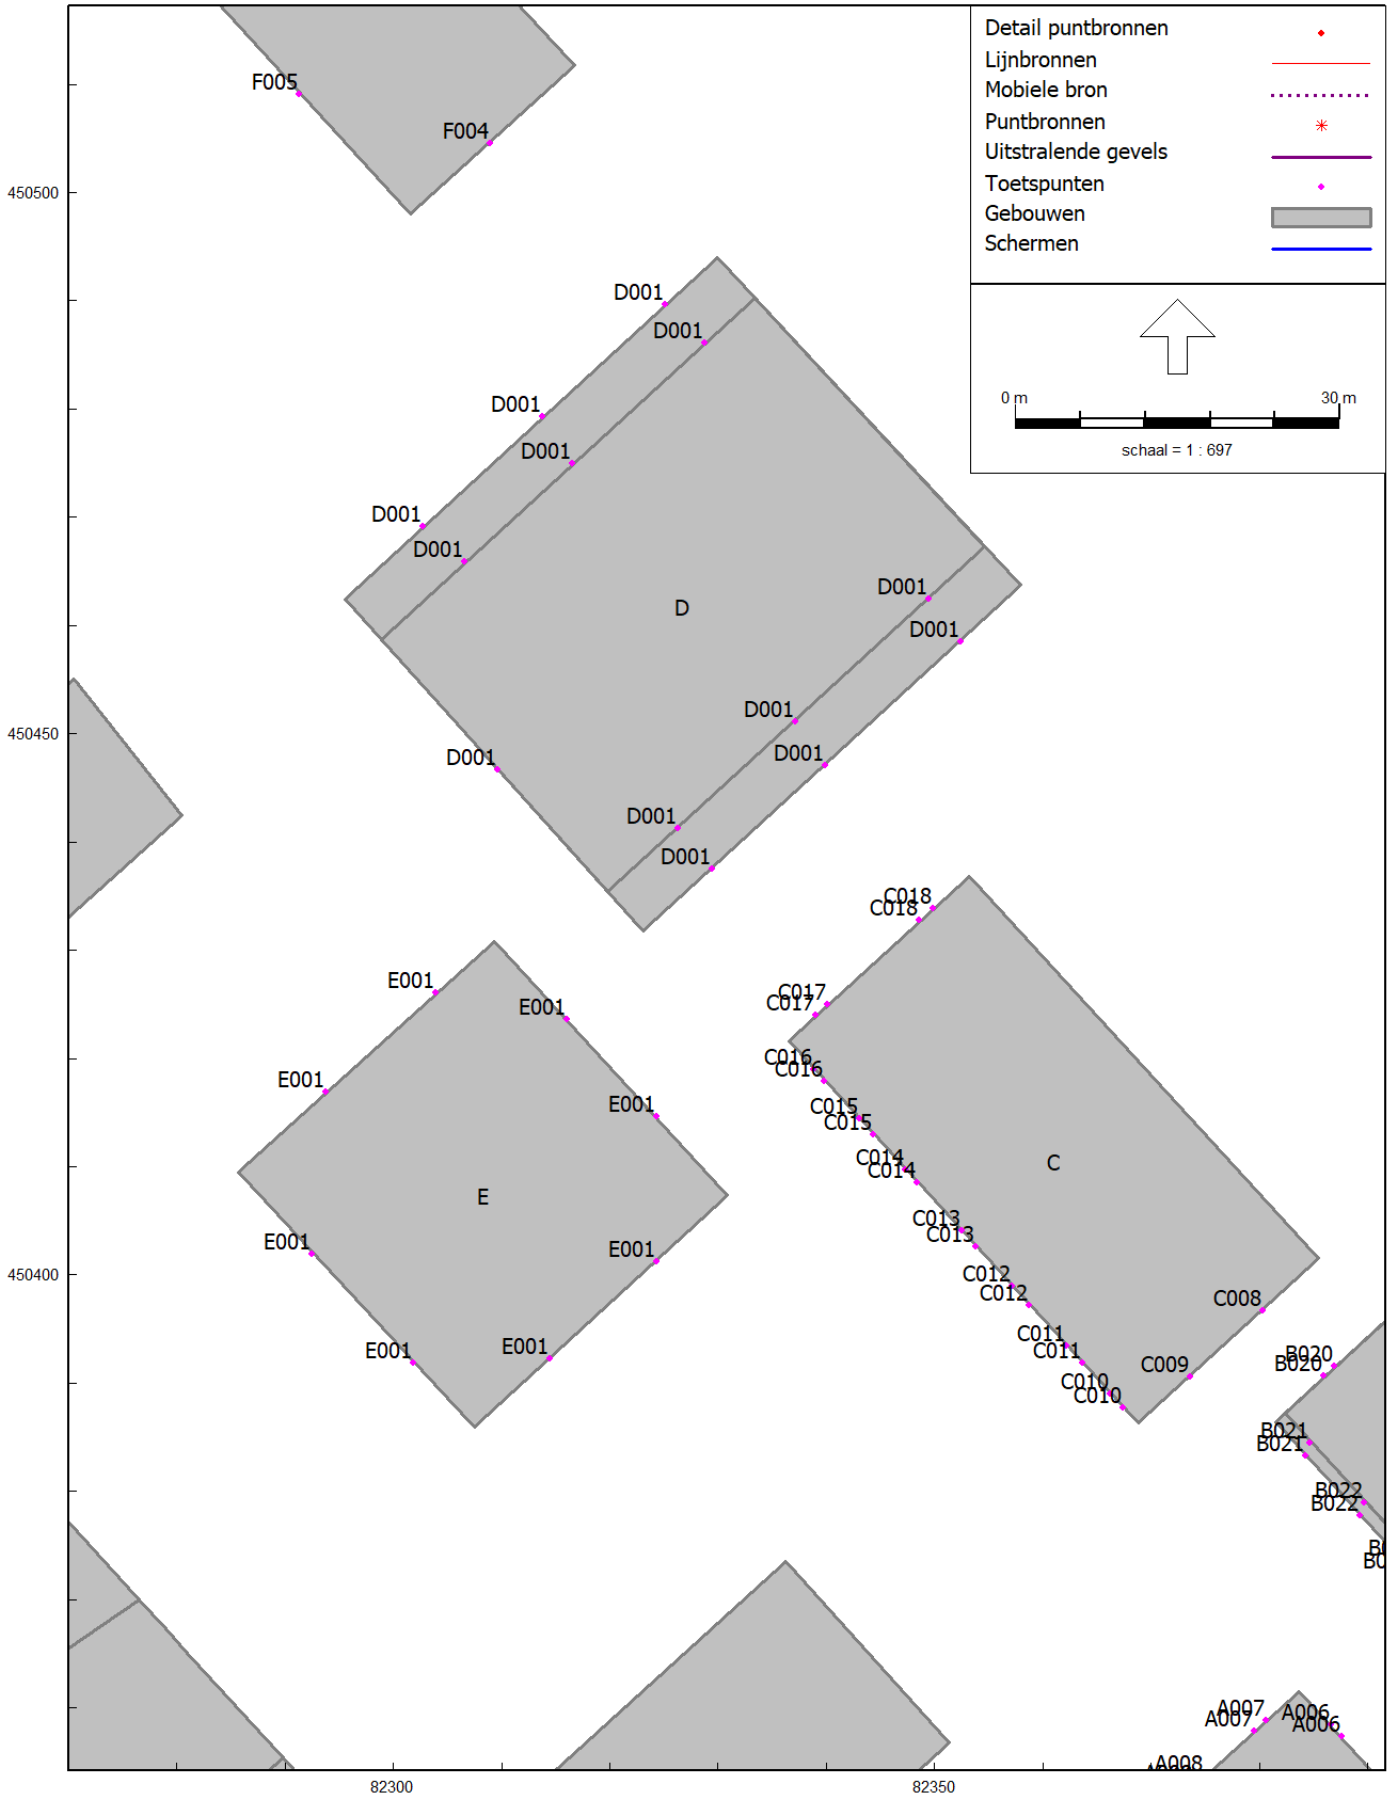 Detail puntbronnen
Lijnbronnen
Mobiele bron
Puntbronnen
Uitstralende gevels
Toetspunten
Gebouwen
Schermen
0 m 30 m
schaal = 1 : 697
F005
F004
450500
D001
D001
D001
D001
D001
D001
D001
D
D001
D001
450450
D001
D001
D001
D001
C018
C018
E001
C017
C017
E001
C016
C016
E001
E001
C015
C015
C014
C
C014
E
C013
C013
E001
E001
450400
C012
C012
C008
C011
C011
E001
E001
B020
B020
C009
C010
C010
B021
B021
B022
B022
B0
A007
A007
A006
A006
A008
82300 82350